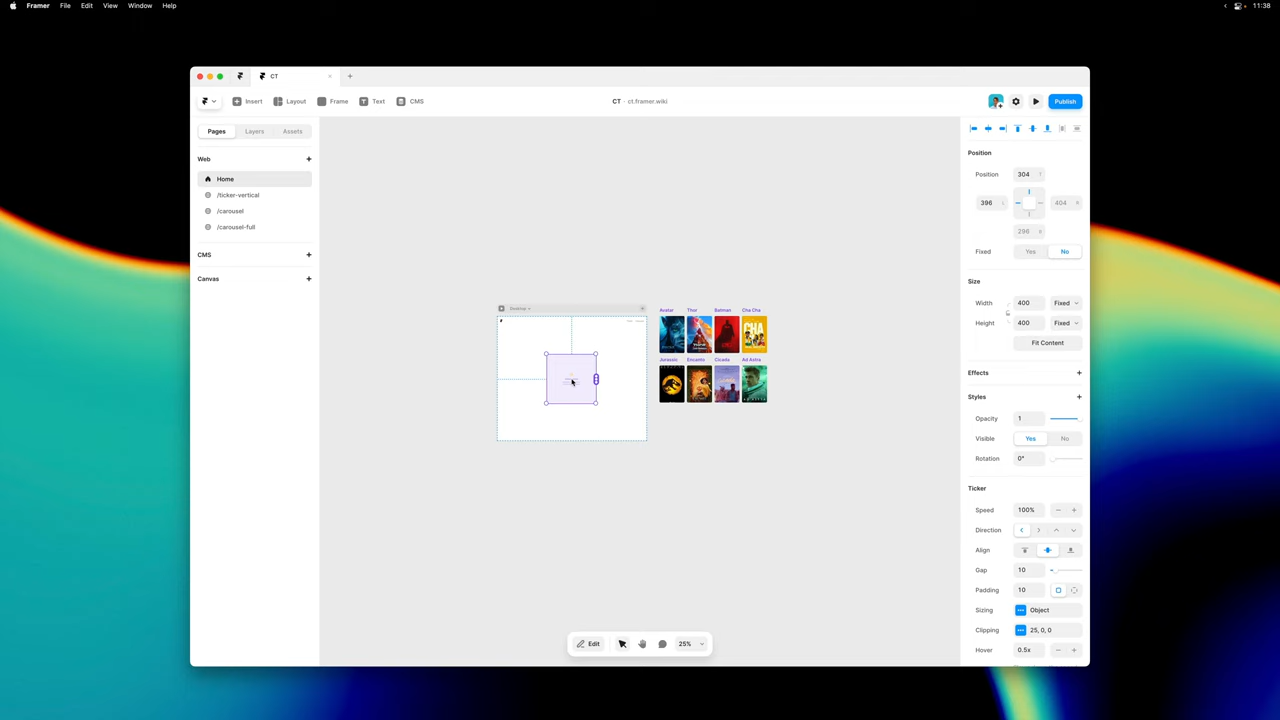 Framer File Edit View Window Help 11:38
CT
Insert Layout Frame Text CMS
CT · ct.framer.wiki
Publish
Pages Layers Assets
Web
Home
/ticker-vertical
/carousel
/carousel-full
CMS
Canvas
Desktop
Avatar Thor Batman Cha Cha
CHA
Jurassic Encanto Cicada Ad Astra
Edit
25%
Position
Position 304 T
396 L 404 R
296 B
Fixed Yes No
Size
Width 400 Fixed
Height 400 Fixed
Fit Content
Effects
Styles
Opacity 1
Visible Yes No
Rotation 0°
Ticker
Speed 100%
Direction
Align
Gap 10
Padding 10
Sizing Object
Clipping 25, 0, 0
Hover 0.5x